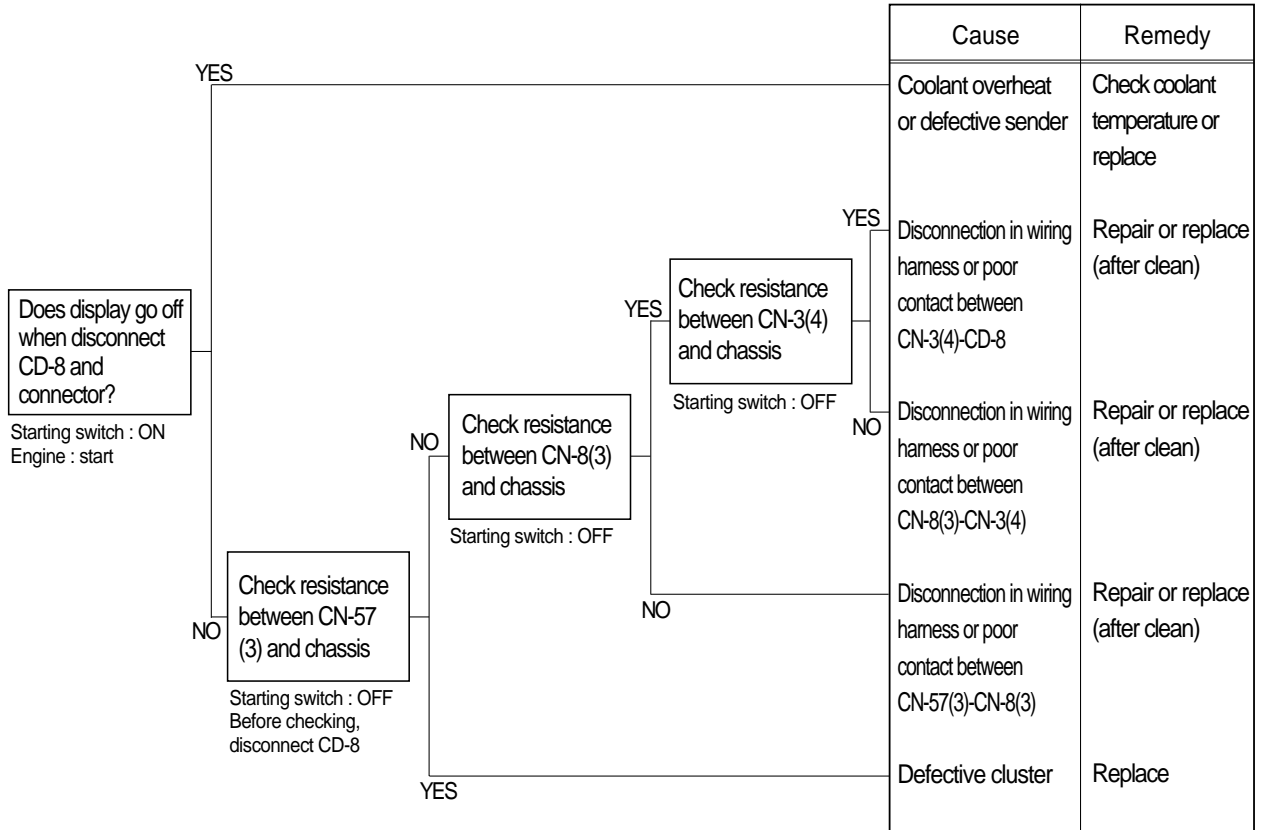 Cause
Remedy
YES
Coolant overheat
or defective sender
Check coolant
temperature or
replace
YES
Disconnection in wiring
harness or poor
contact between
CN-3(4)-CD-8
Repair or replace
(after clean)
Check resistance
between CN-3(4)
and chassis
YES
Starting switch : OFF
NO
Does display go off
when disconnect
CD-8 and
connector?
Starting switch : ON
Engine : start
NO
Check resistance
between CN-8(3)
and chassis
Starting switch : OFF
Disconnection in wiring
harness or poor
contact between
CN-8(3)-CN-3(4)
Repair or replace
(after clean)
NO
Check resistance
between CN-57
(3) and chassis
Starting switch : OFF
Before checking,
disconnect CD-8
NO
Disconnection in wiring
harness or poor
contact between
CN-57(3)-CN-8(3)
Repair or replace
(after clean)
YES
Defective cluster
Replace